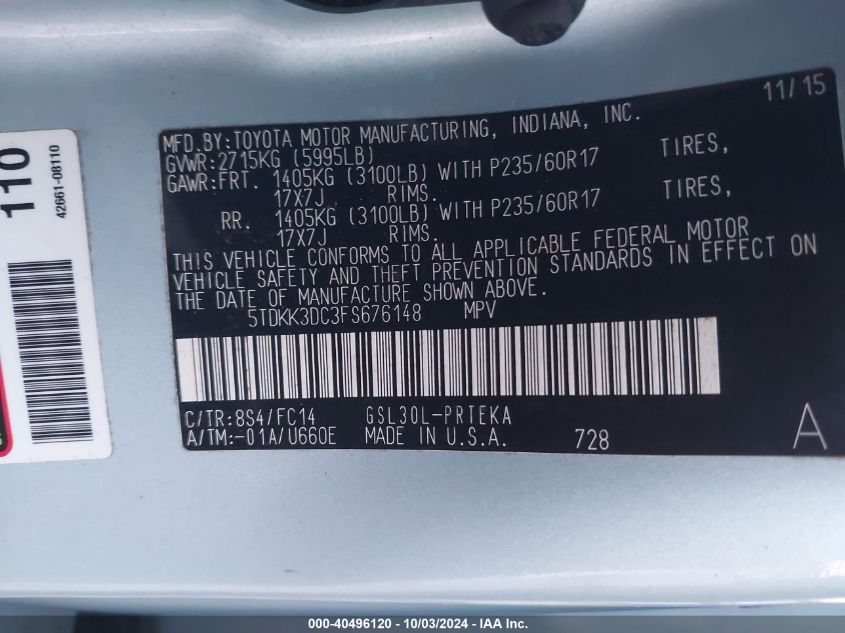 11/15
MFD.BY:TOYOTA MOTOR MANUFACTURING, INDIANA, INC.
GVWR:2715KG (5995LB)
GAWR:FRT. 1405KG (3100LB) WITH P235/60R17 TIRES,
17X7J RIMS.
RR. 1405KG (3100LB) WITH P235/60R17 TIRES,
17X7J RIMS.
THIS VEHICLE CONFORMS TO ALL APPLICABLE FEDERAL MOTOR
VEHICLE SAFETY AND THEFT PREVENTION STANDARDS IN EFFECT ON
THE DATE OF MANUFACTURE SHOWN ABOVE.
5TDKK3DC3FS676148 MPV
C/TR:8S4/FC14 GSL30L-PRTEKA
A/TM:-01A/U660E MADE IN U.S.A. 728 A
110
42661-08110
000-40496120 - 10/03/2024 - IAA Inc.